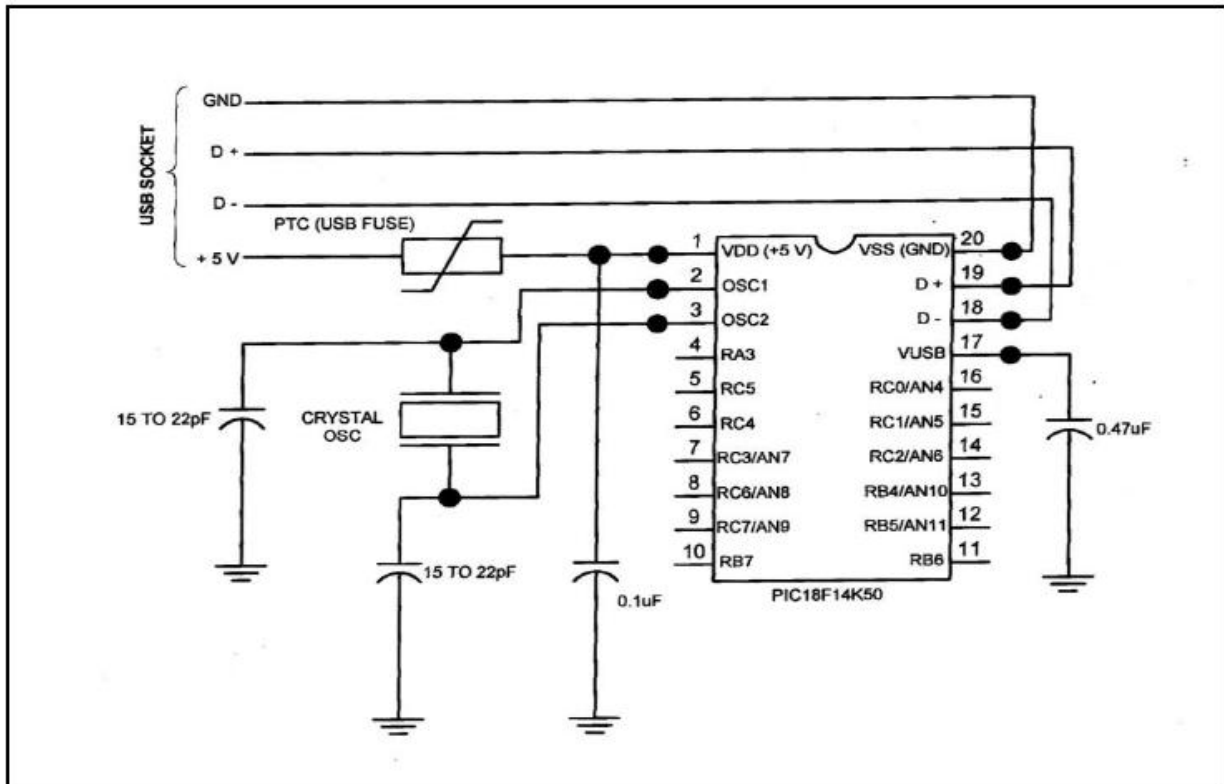 USB SOCKET
GND
D +
D -
+ 5 V
PTC (USB FUSE)
15 TO 22pF
CRYSTAL
OSC
15 TO 22pF
0.1uF
1 VDD (+5 V)
2 OSC1
3 OSC2
4 RA3
5 RC5
6 RC4
7 RC3/AN7
8 RC6/AN8
9 RC7/AN9
10 RB7
VSS (GND) 20
D + 19
D - 18
VUSB 17
RC0/AN4 16
RC1/AN5 15
RC2/AN6 14
RB4/AN10 13
RB5/AN11 12
RB6 11
PIC18F14K50
0.47uF